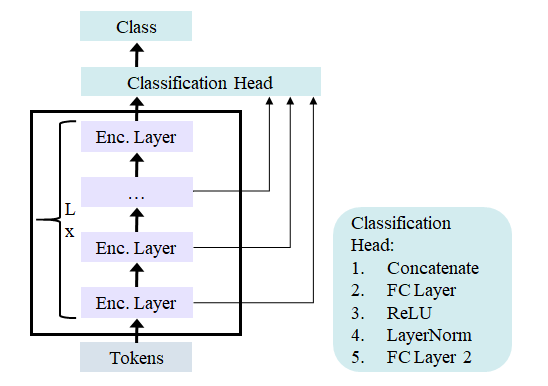 Class
Classification Head
Enc. Layer
…
L
x
Enc. Layer
Enc. Layer
Tokens
Classification
Head:
1. Concatenate
2. FC Layer
3. ReLU
4. LayerNorm
5. FC Layer 2